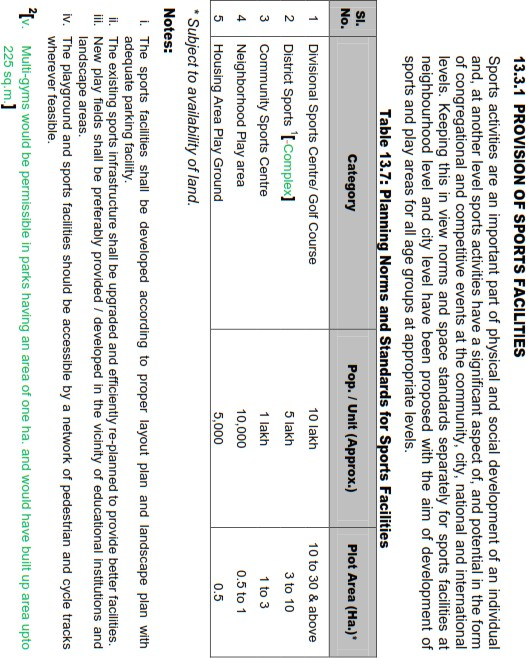 13.3.1 PROVISION OF SPORTS FACILITIES
Sports activities are an important part of physical and social development of an individual
and, at another level sports activities have a significant aspect of, and potential in the form
of congregational and competitive events at the community, city, national and international
levels. Keeping this in view norms and space standards separately for sports facilities at
neighbourhood level and city level have been proposed with the aim of development of
sports and play areas for all age groups at appropriate levels.
Table 13.7: Planning Norms and Standards for Sports Facilities
Sl. No. Category Pop. / Unit (Approx.) Plot Area (Ha.)*
1 Divisional Sports Centre/ Golf Course 10 lakh 10 to 30 & above
2 District Sports ¹[-Complex] 5 lakh 3 to 10
3 Community Sports Centre 1 lakh 1 to 3
4 Neighborhood Play area 10,000 0.5 to 1
5 Housing Area Play Ground 5,000 0.5
* Subject to availability of land.
Notes:
i. The sports facilities shall be developed according to proper layout plan and landscape plan with
adequate parking facility.
ii. The existing sports infrastructure shall be upgraded and efficiently re-planned to provide better facilities.
iii. New play fields shall be preferably provided / developed in the vicinity of educational institutions and
landscape areas.
iv. The playground and sports facilities should be accessible by a network of pedestrian and cycle tracks
wherever feasible.
²[v. Multi-gyms would be permissible in parks having an area of one ha. and would have built up area upto
225 sq.m.]